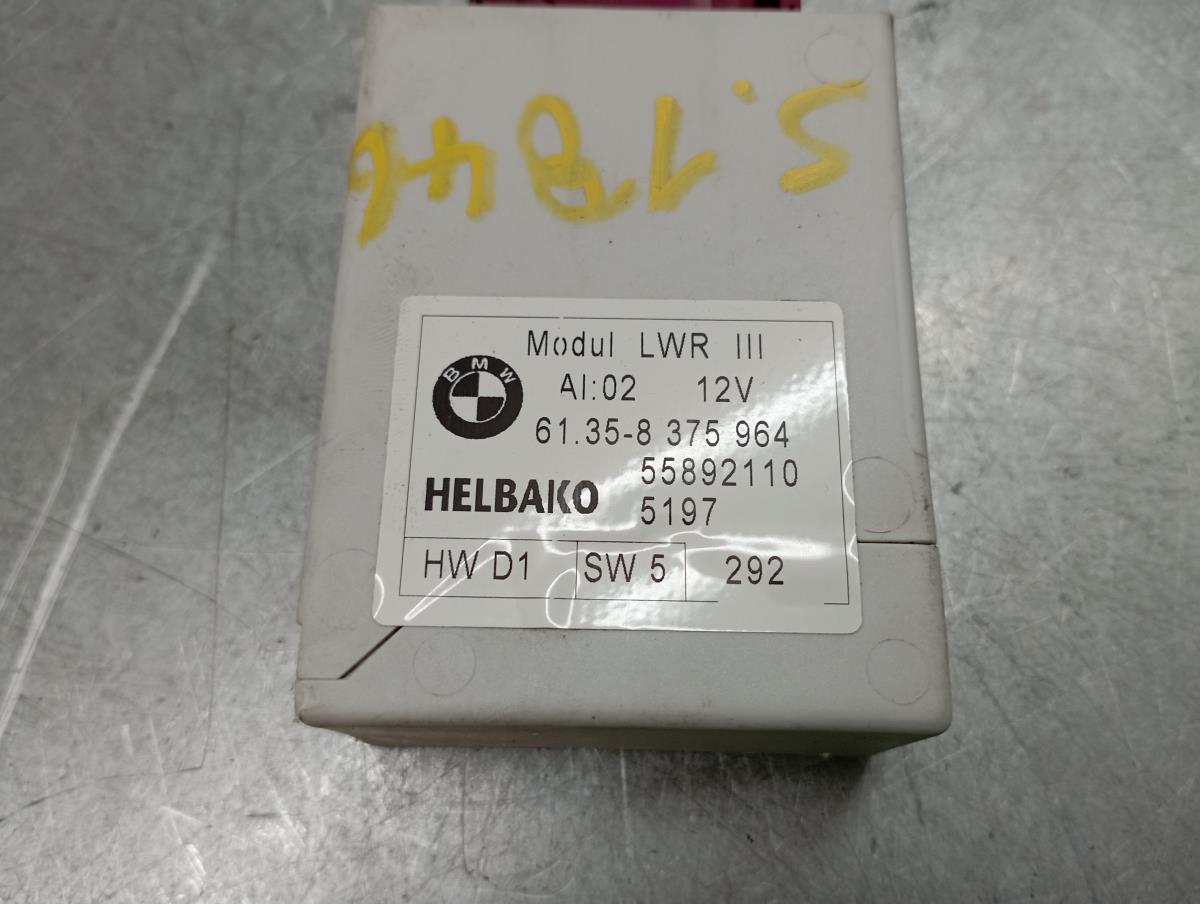 S.1846
Modul LWR III
BMW
AI:02 12V
61.35-8 375 964
55892110
HELBAKO
5197
HW D1 SW 5 292